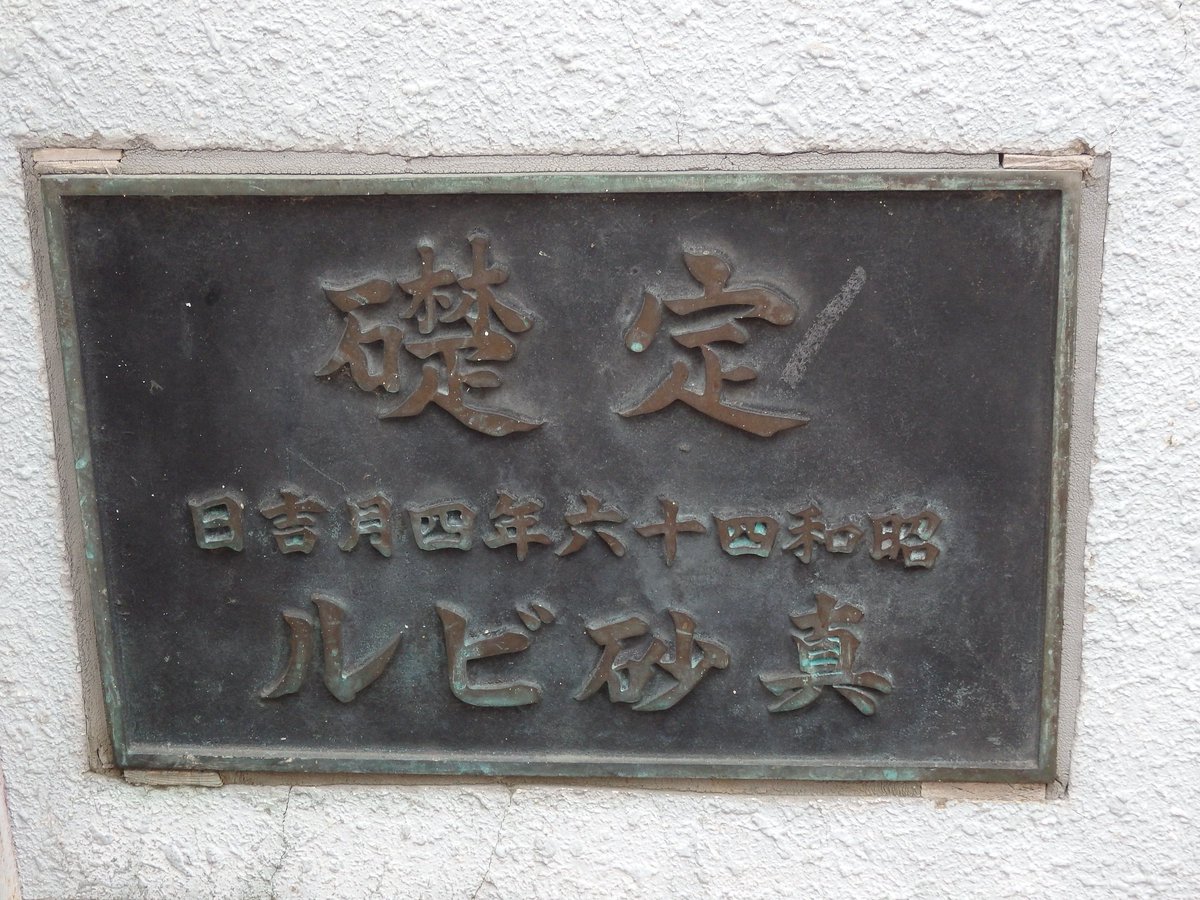 定礎
昭和四十六年四月吉日
真砂ビル